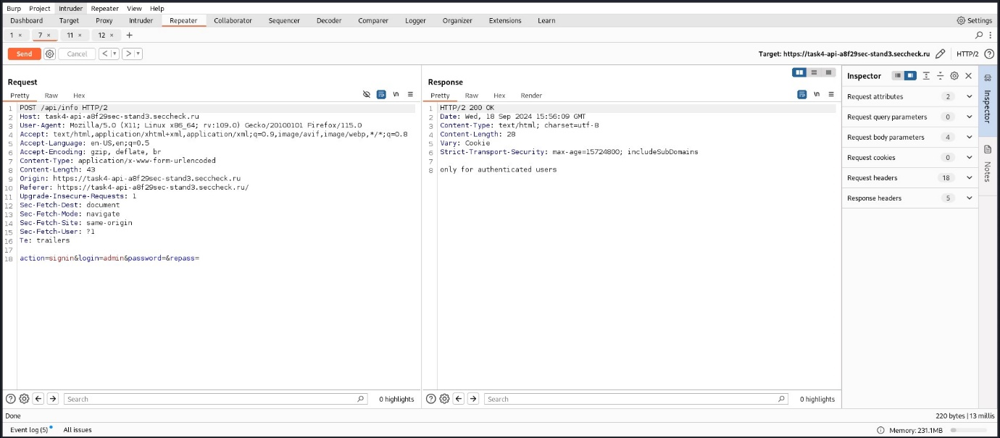 Burp Project Intruder Repeater View Help
Dashboard Target Proxy Intruder Repeater Collaborator Sequencer Decoder Comparer Logger Organizer Extensions Learn Settings
1 × 7 × 11 × 12 × +
Send Cancel < > Target: https://task4-api-a8f29sec-stand3.seccheck.ru HTTP/2
Request
Pretty Raw Hex \n
1 POST /api/info HTTP/2
2 Host: task4-api-a8f29sec-stand3.seccheck.ru
3 User-Agent: Mozilla/5.0 (X11; Linux x86_64; rv:109.0) Gecko/20100101 Firefox/115.0
4 Accept: text/html,application/xhtml+xml,application/xml;q=0.9,image/avif,image/webp,*/*;q=0.8
5 Accept-Language: en-US,en;q=0.5
6 Accept-Encoding: gzip, deflate, br
7 Content-Type: application/x-www-form-urlencoded
8 Content-Length: 43
9 Origin: https://task4-api-a8f29sec-stand3.seccheck.ru
10 Referer: https://task4-api-a8f29sec-stand3.seccheck.ru/
11 Upgrade-Insecure-Requests: 1
12 Sec-Fetch-Dest: document
13 Sec-Fetch-Mode: navigate
14 Sec-Fetch-Site: same-origin
15 Sec-Fetch-User: ?1
16 Te: trailers
17
18 action=signin&login=admin&password=&repass=
Search 0 highlights
Response
Pretty Raw Hex Render \n
1 HTTP/2 200 OK
2 Date: Wed, 18 Sep 2024 15:56:09 GMT
3 Content-Type: text/html; charset=utf-8
4 Content-Length: 28
5 Vary: Cookie
6 Strict-Transport-Security: max-age=15724800; includeSubDomains
7
8 only for authenticated users
Search 0 highlights
Inspector
Request attributes 2
Request query parameters 0
Request body parameters 4
Request cookies 0
Request headers 18
Response headers 5
Inspector
Notes
Done 220 bytes | 13 millis
Event log (5) All issues Memory: 231.1MB